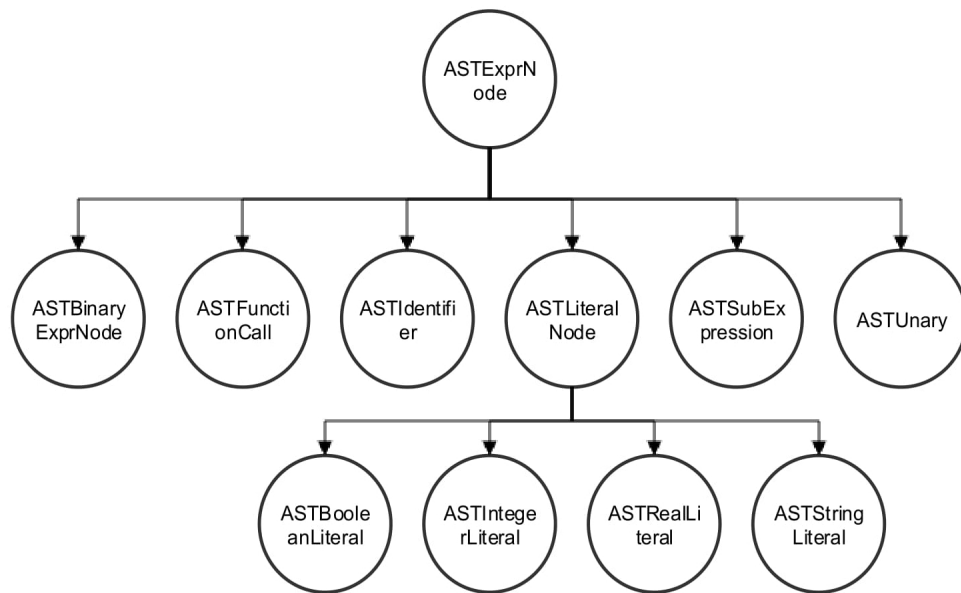 ASTExprN
ode
ASTBinary
ExprNode
ASTFuncti
onCall
ASTIdentifi
er
ASTLiteral
Node
ASTSubEx
pression
ASTUnary
ASTBoole
anLiteral
ASTIntege
rLiteral
ASTRealLi
teral
ASTString
Literal